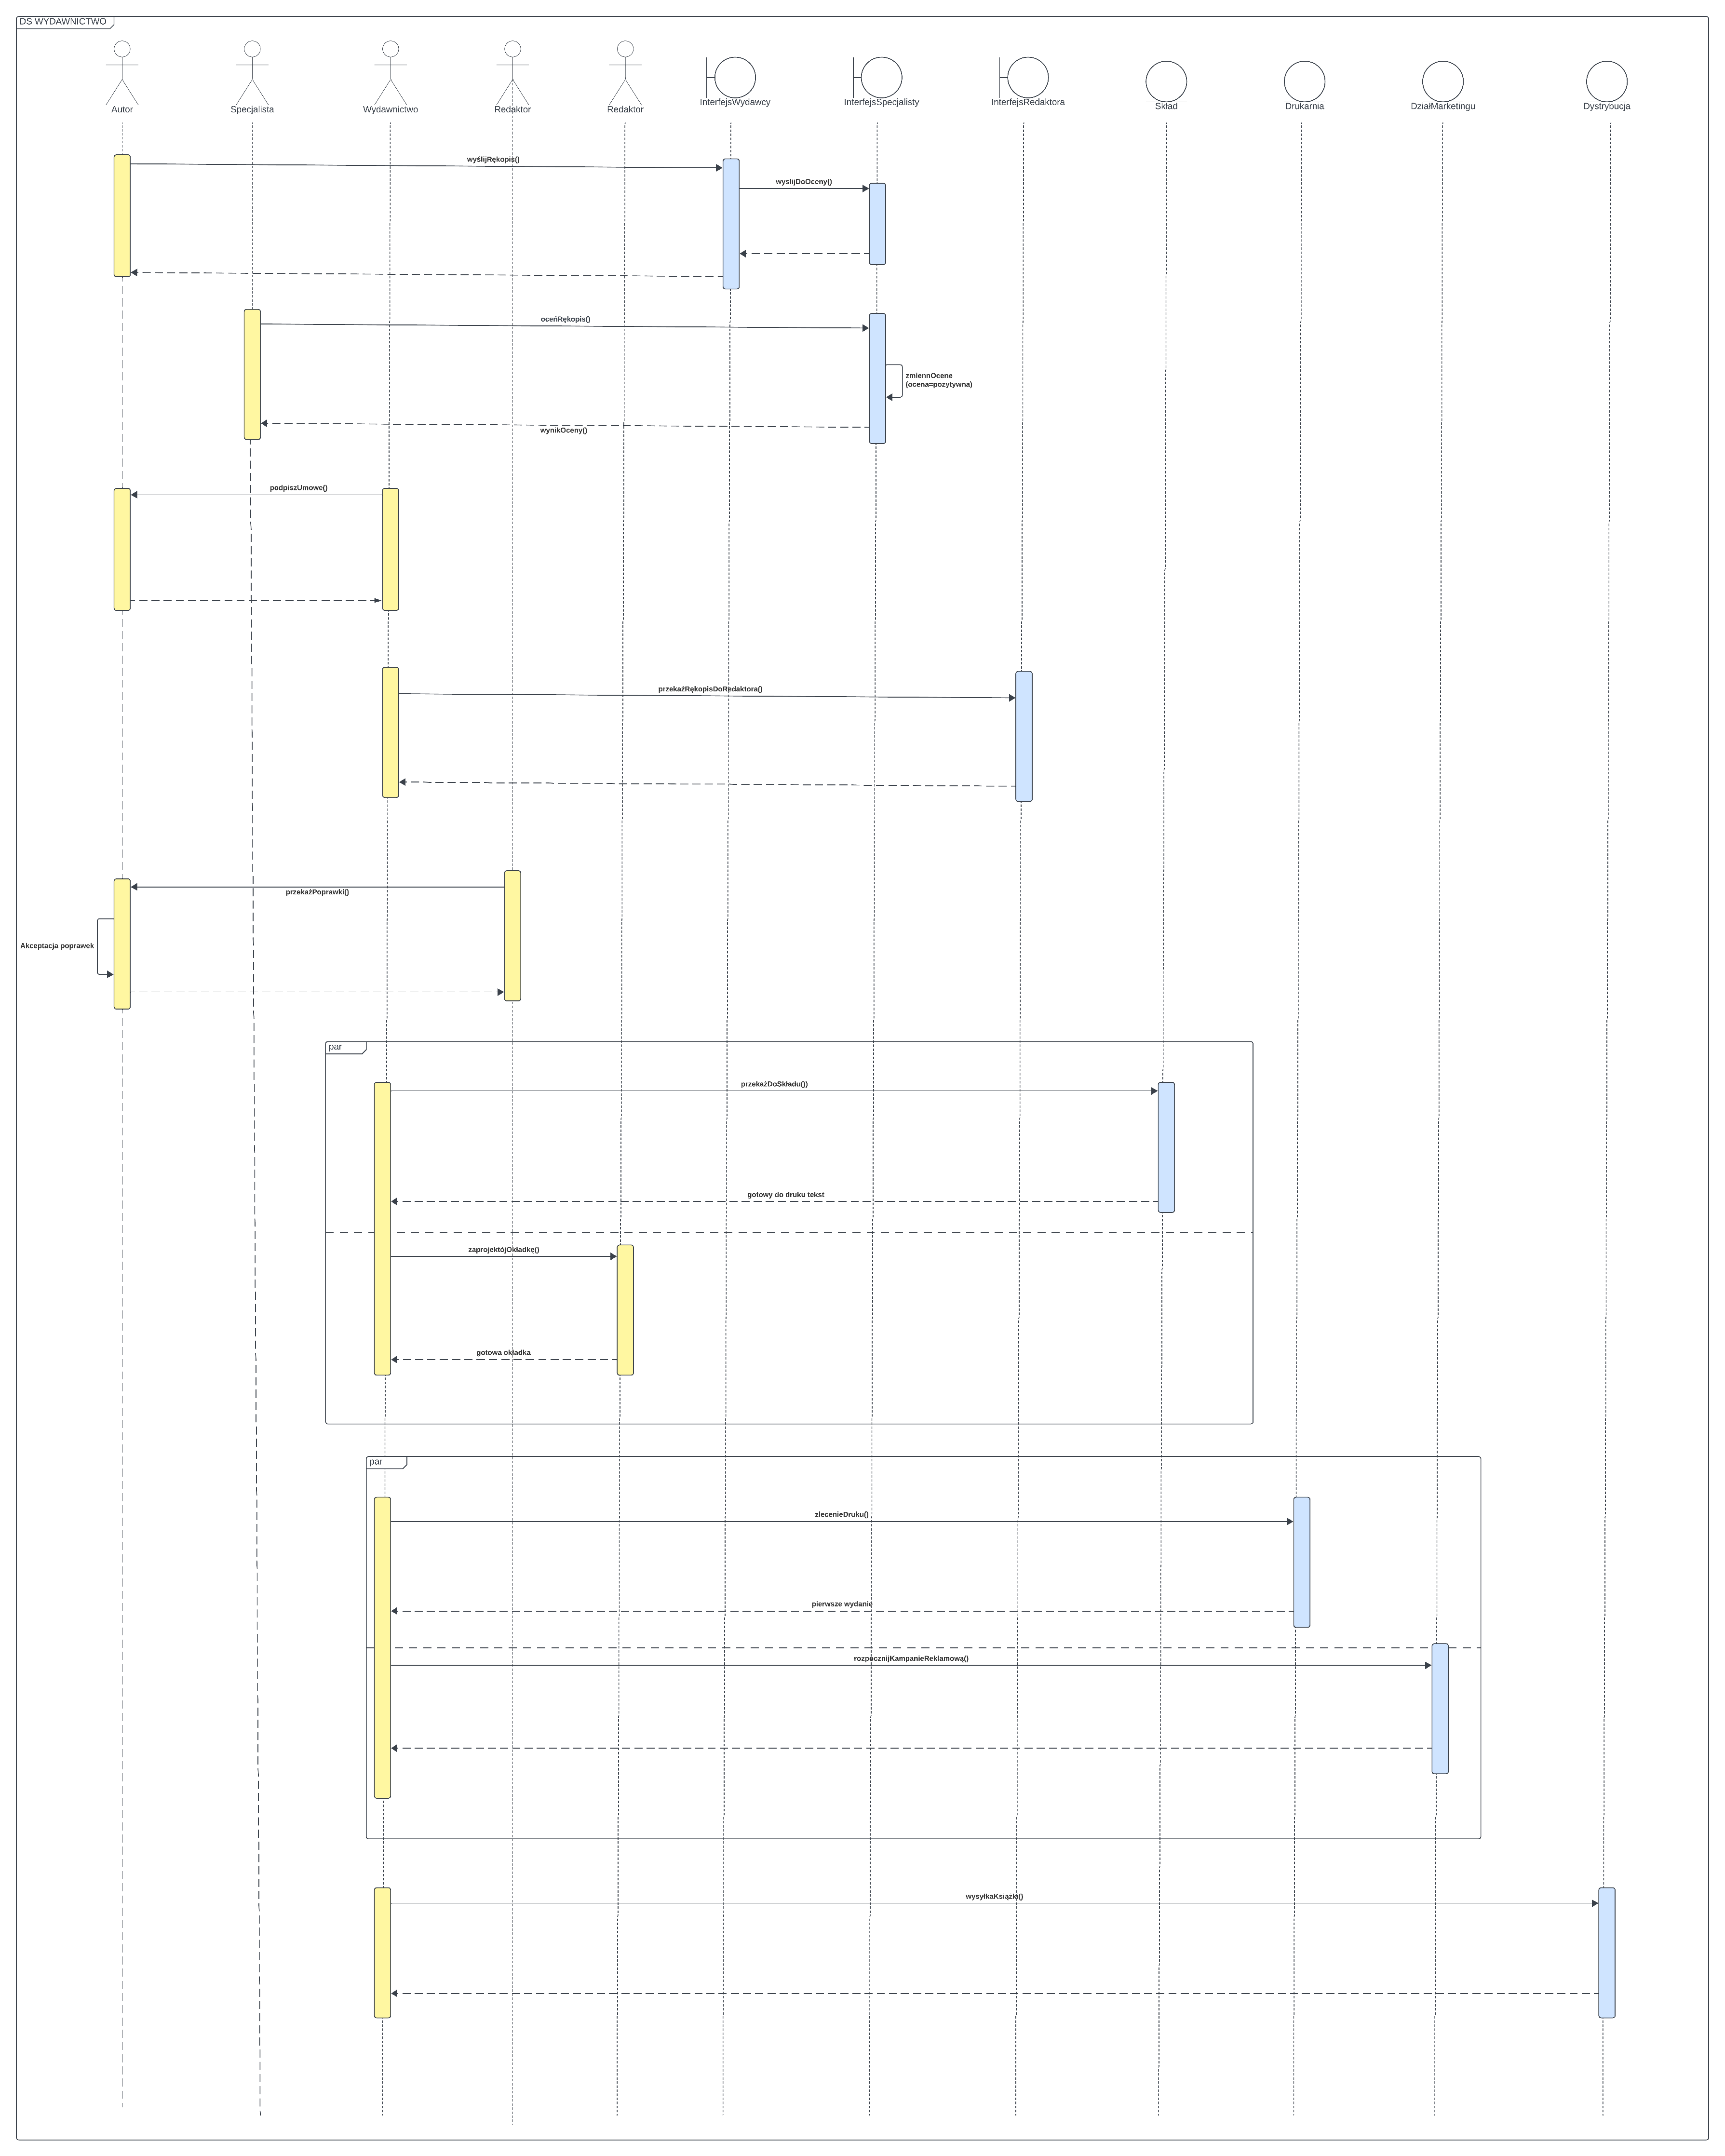 DS WYDAWNICTWO
Autor
Specjalista
Wydawnictwo
Redaktor
Redaktor
InterfejsWydawcy
InterfejsSpecjalisty
InterfejsRedaktora
Skład
Drukarnia
DziałMarketingu
Dystrybucja
wyślijRękopis()
wyslijDoOceny()
oceńRękopis()
zmiennOcene
(ocena=pozytywna)
wynikOceny()
podpiszUmowe()
przekażRękopisDoRedaktora()
przekażPoprawki()
Akceptacja poprawek
par
przekażDoSkładu())
gotowy do druku tekst
zaprojektójOkładkę()
gotowa okładka
par
zlecenieDruku()
pierwsze wydanie
rozpocznijKampanieReklamową()
wysyłkaKsiążki()